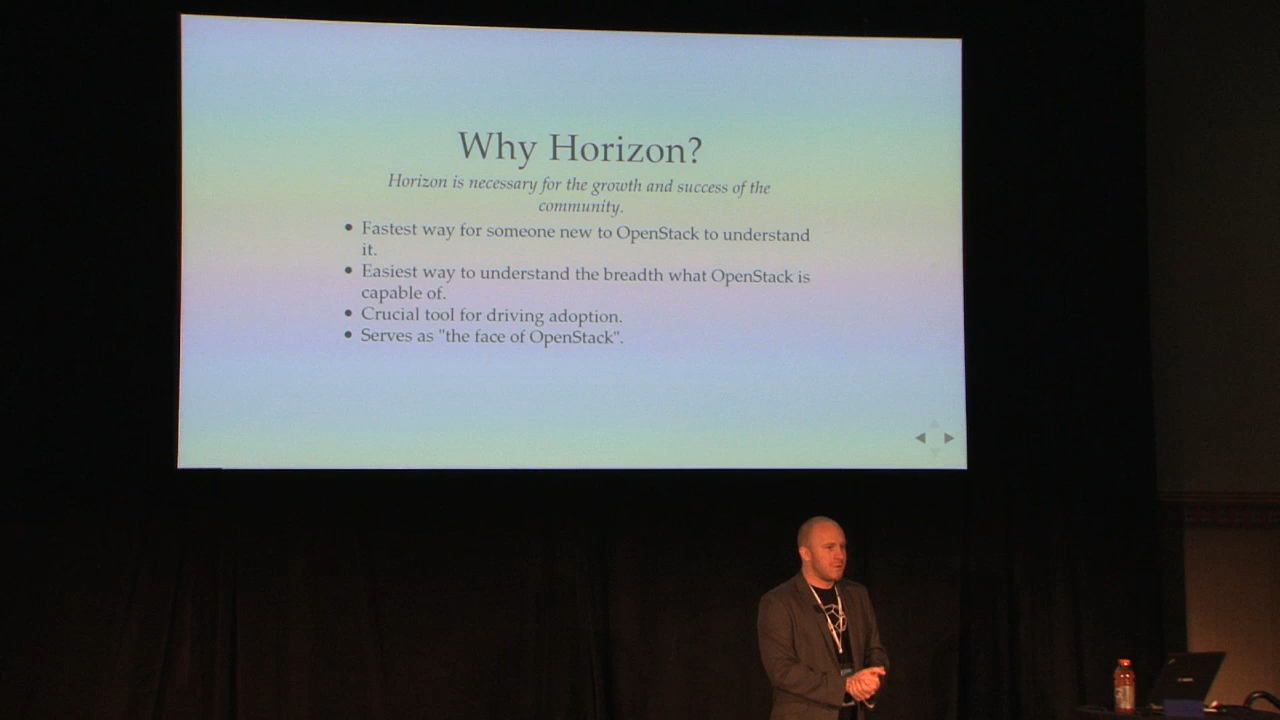 Why Horizon?
Horizon is necessary for the growth and success of the
community.
• Fastest way for someone new to OpenStack to understand
it.
• Easiest way to understand the breadth what OpenStack is
capable of.
• Crucial tool for driving adoption.
• Serves as "the face of OpenStack".